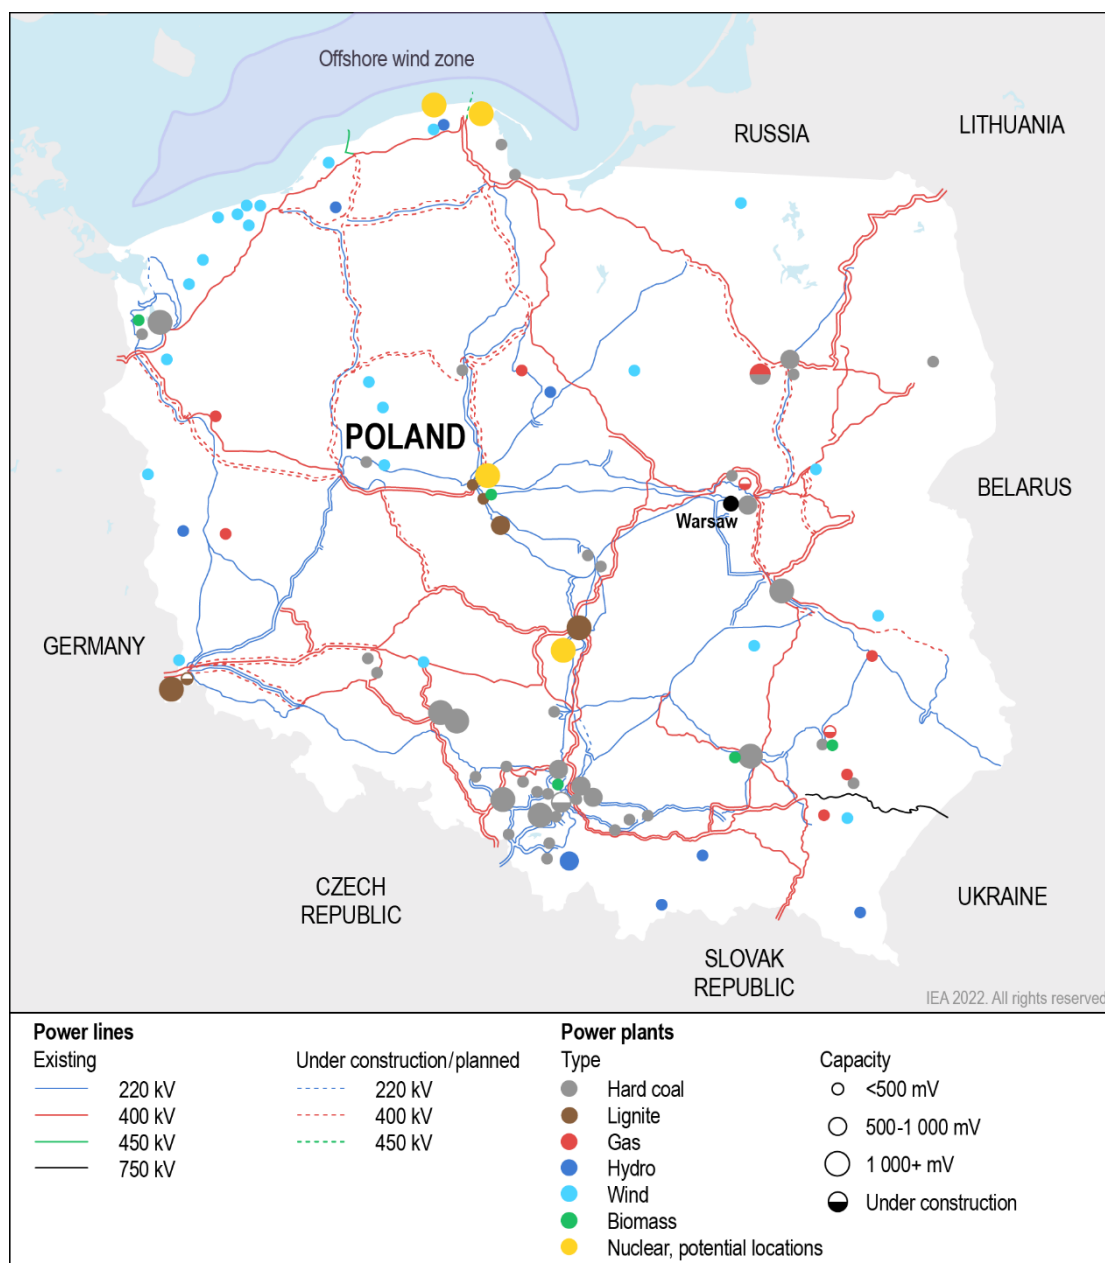 Offshore wind zone
RUSSIA
LITHUANIA
POLAND
BELARUS
Warsaw
GERMANY
CZECH
REPUBLIC
UKRAINE
SLOVAK
REPUBLIC
IEA 2022. All rights reserved
Power lines
Existing
220 kV
400 kV
450 kV
750 kV
Under construction/planned
220 kV
400 kV
450 kV
Power plants
Type
Hard coal
Lignite
Gas
Hydro
Wind
Biomass
Nuclear, potential locations
Capacity
<500 mV
500-1 000 mV
1 000+ mV
Under construction